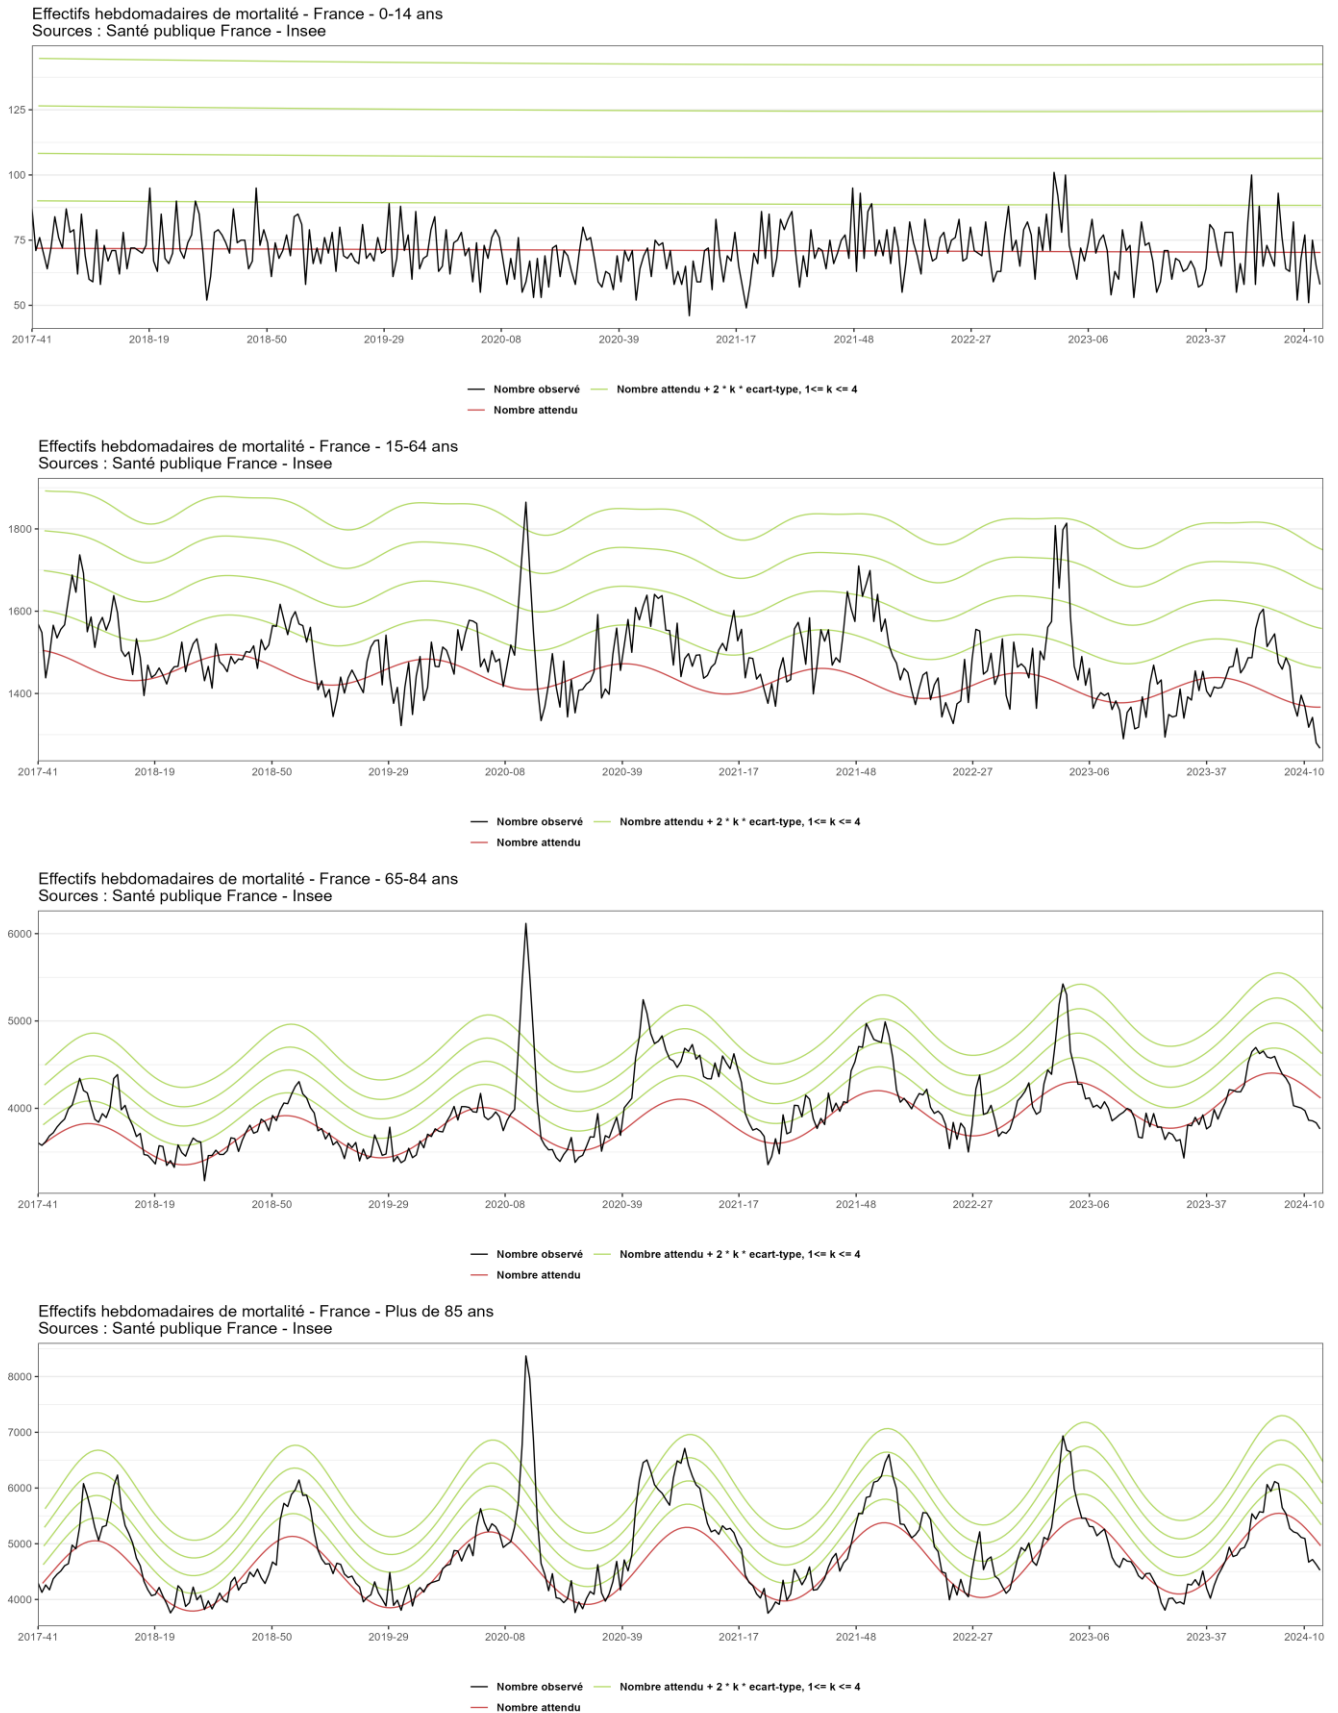 Effectifs hebdomadaires de mortalité - France - 0-14 ans
Sources : Santé publique France - Insee
125
100
75
50
2017-41 2018-19 2018-50 2019-29 2020-08 2020-39 2021-17 2021-48 2022-27 2023-06 2023-37 2024-10
Nombre observé Nombre attendu + 2 * k * ecart-type, 1<= k <= 4
Nombre attendu
Effectifs hebdomadaires de mortalité - France - 15-64 ans
Sources : Santé publique France - Insee
1800
1600
1400
2017-41 2018-19 2018-50 2019-29 2020-08 2020-39 2021-17 2021-48 2022-27 2023-06 2023-37 2024-10
Nombre observé Nombre attendu + 2 * k * ecart-type, 1<= k <= 4
Nombre attendu
Effectifs hebdomadaires de mortalité - France - 65-84 ans
Sources : Santé publique France - Insee
6000
5000
4000
2017-41 2018-19 2018-50 2019-29 2020-08 2020-39 2021-17 2021-48 2022-27 2023-06 2023-37 2024-10
Nombre observé Nombre attendu + 2 * k * ecart-type, 1<= k <= 4
Nombre attendu
Effectifs hebdomadaires de mortalité - France - Plus de 85 ans
Sources : Santé publique France - Insee
8000
7000
6000
5000
4000
2017-41 2018-19 2018-50 2019-29 2020-08 2020-39 2021-17 2021-48 2022-27 2023-06 2023-37 2024-10
Nombre observé Nombre attendu + 2 * k * ecart-type, 1<= k <= 4
Nombre attendu